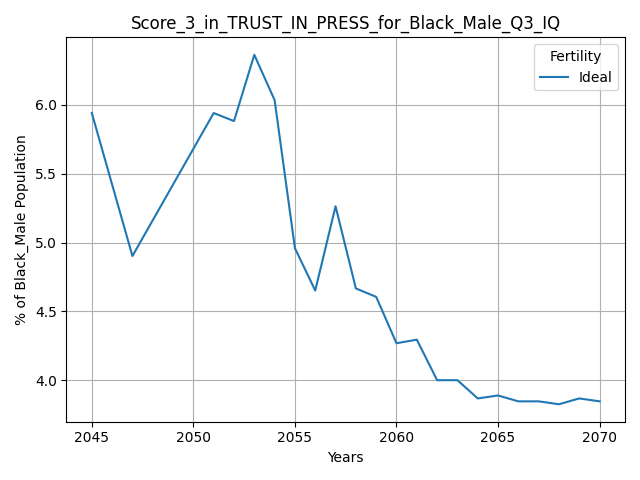 Score_3_in_TRUST_IN_PRESS_for_Black_Male_Q3_IQ
Fertility
Ideal
% of Black_Male Population
6.0
5.5
5.0
4.5
4.0
2045 2050 2055 2060 2065 2070
Years